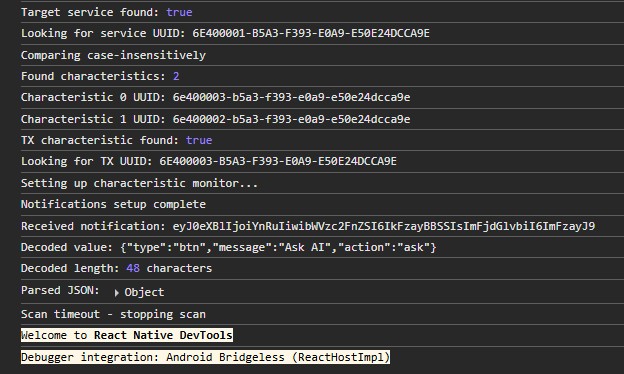 Target service found: true
Looking for service UUID: 6E400001-B5A3-F393-E0A9-E50E24DCCA9E
Comparing case-insensitively
Found characteristics: 2
Characteristic 0 UUID: 6e400003-b5a3-f393-e0a9-e50e24dcca9e
Characteristic 1 UUID: 6e400002-b5a3-f393-e0a9-e50e24dcca9e
TX characteristic found: true
Looking for TX UUID: 6E400003-B5A3-F393-E0A9-E50E24DCCA9E
Setting up characteristic monitor...
Notifications setup complete
Received notification: eyJ0eXBlIjoiYnRuIiwibWVzc2FnZSI6IkFzayBBSSIsImFjdGlvbiI6ImFzayJ9
Decoded value: {"type":"btn","message":"Ask AI","action":"ask"}
Decoded length: 48 characters
Parsed JSON: Object
Scan timeout - stopping scan
Welcome to React Native DevTools
Debugger integration: Android Bridgeless (ReactHostImpl)